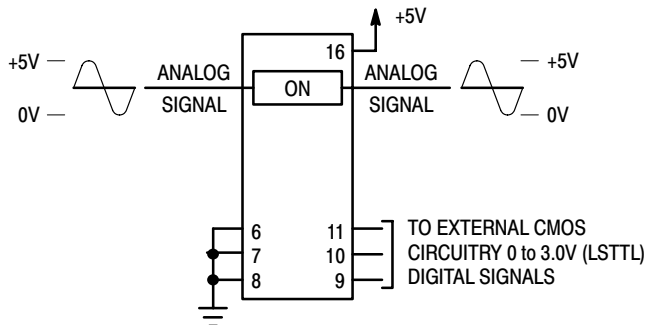 +5V
16
+5V
ANALOG
SIGNAL
ON
ANALOG
SIGNAL
+5V
0V
0V
6
7
8
11
10
9
TO EXTERNAL CMOS
CIRCUITRY 0 to 3.0V (LSTTL)
DIGITAL SIGNALS